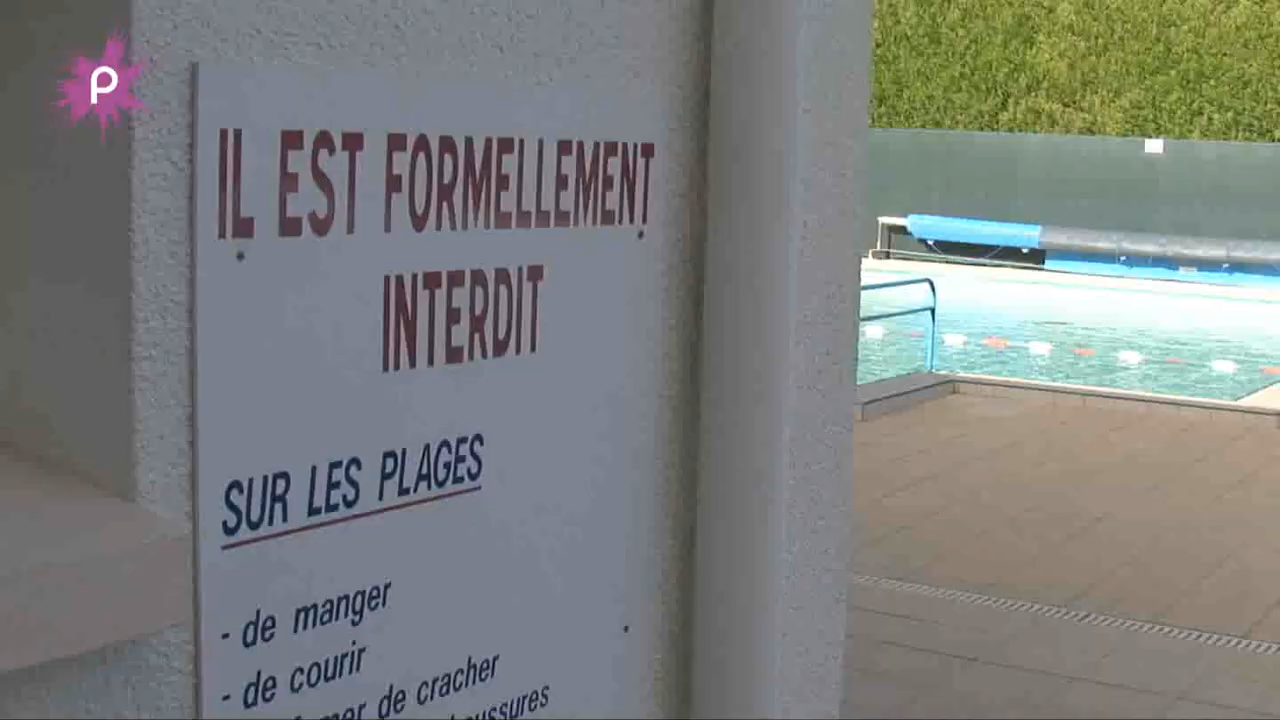 P
IL EST FORMELLEMENT
INTERDIT
SUR LES PLAGES
- de manger
- de courir
de cracher